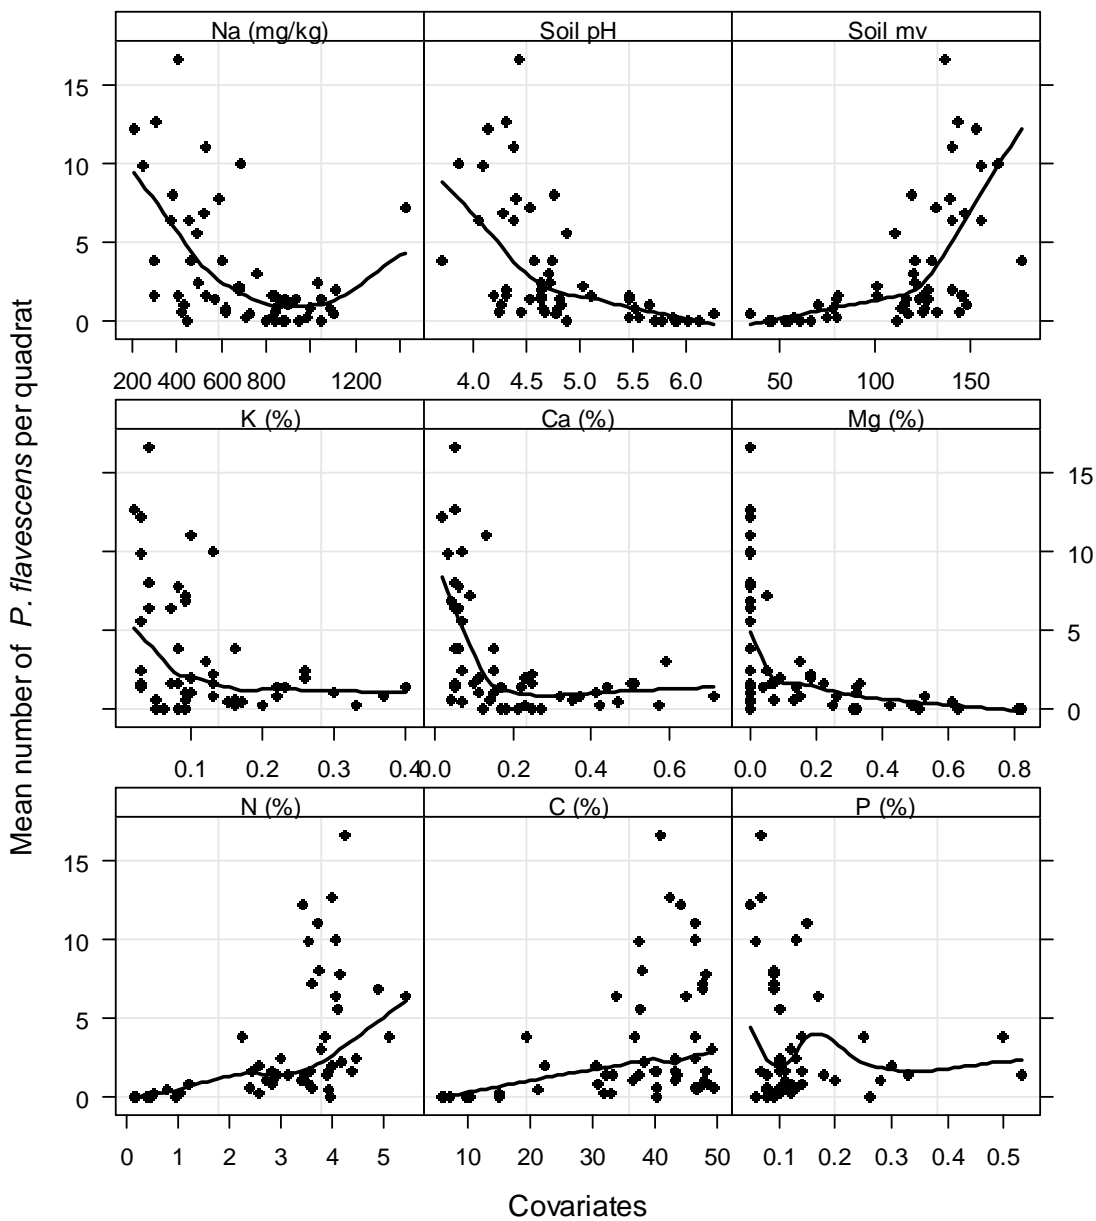 Na (mg/kg) Soil pH Soil mv
15
10
5
0
200 400 600 800 1200 4.0 4.5 5.0 5.5 6.0 50 100 150
K (%) Ca (%) Mg (%)
15
10
5
0
0.1 0.2 0.3 0.4 0.0 0.2 0.4 0.6 0.0 0.2 0.4 0.6 0.8
N (%) C (%) P (%)
15
10
5
0
0 1 2 3 4 5 10 20 30 40 50 0.1 0.2 0.3 0.4 0.5
Covariates
Mean number of P. flavescens per quadrat